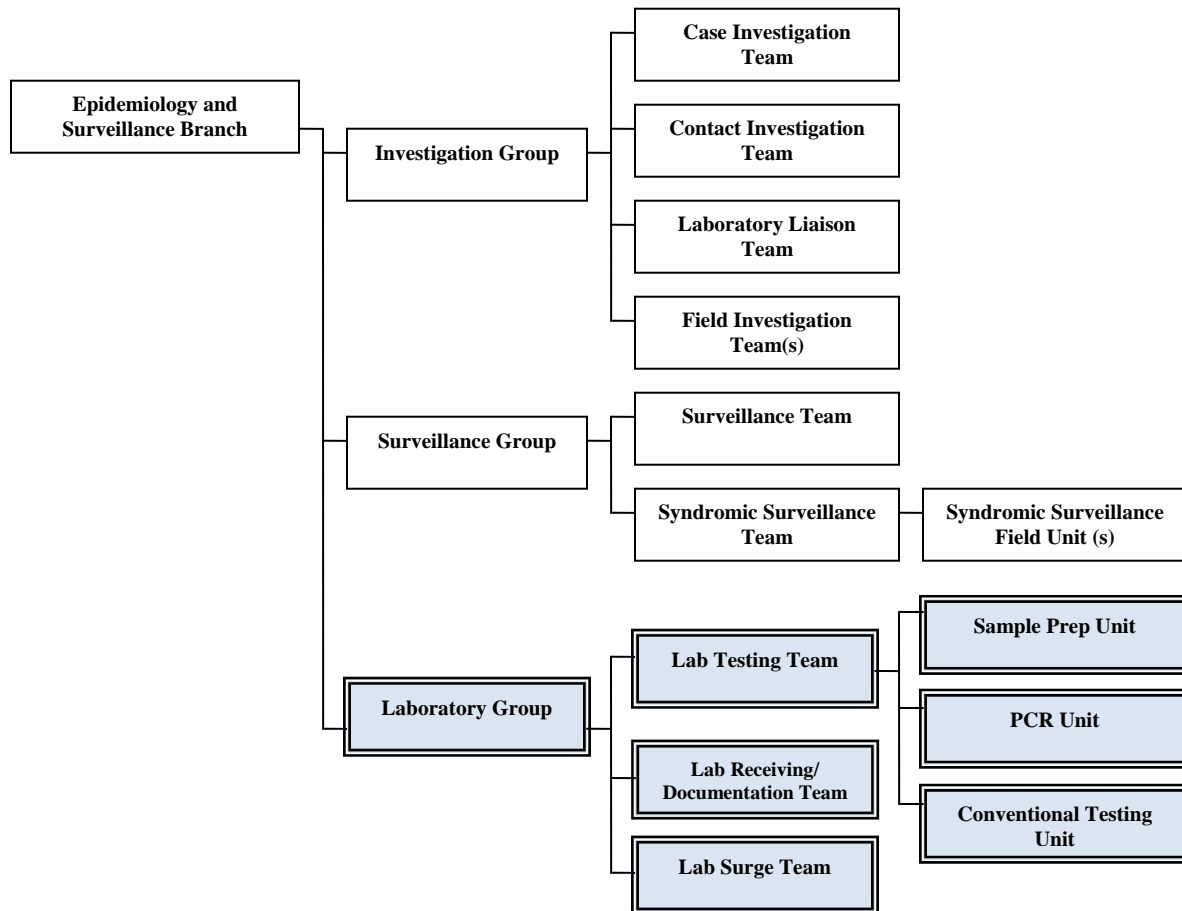 Epidemiology and
Surveillance Branch
Investigation Group
Case Investigation
Team
Contact Investigation
Team
Laboratory Liaison
Team
Field Investigation
Team(s)
Surveillance Group
Surveillance Team
Syndromic Surveillance
Team
Syndromic Surveillance
Field Unit (s)
Laboratory Group
Lab Testing Team
Sample Prep Unit
PCR Unit
Conventional Testing
Unit
Lab Receiving/
Documentation Team
Lab Surge Team